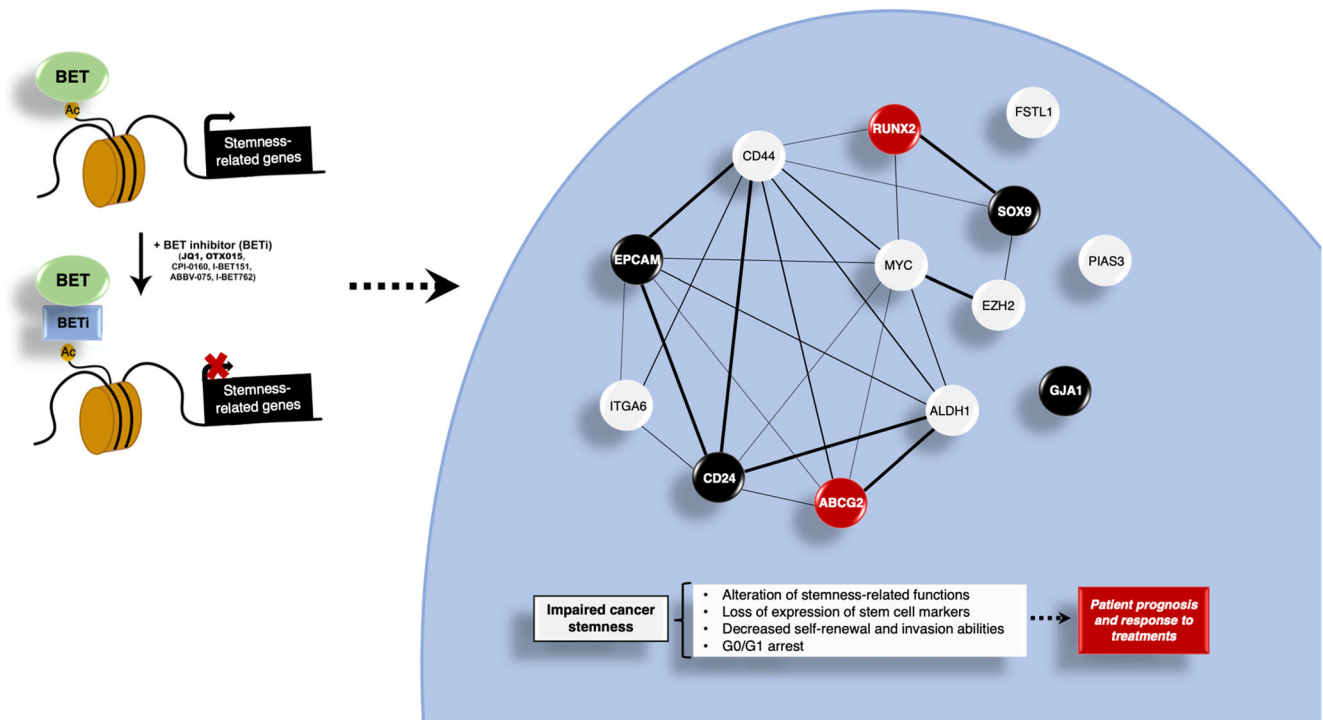 BET
Ac
Stemness-
related genes
+ BET inhibitor (BETi)
(JQ1, OTX015,
CPI-0160, I-BET151,
ABBV-075, I-BET762)
BET
BETi
Ac
Stemness-
related genes
FSTL1
RUNX2
CD44
SOX9
EPCAM
MYC
PIAS3
EZH2
GJA1
ITGA6
ALDH1
CD24
ABCG2
Impaired cancer
stemness
• Alteration of stemness-related functions
• Loss of expression of stem cell markers
• Decreased self-renewal and invasion abilities
• G0/G1 arrest
Patient prognosis
and response to
treatments